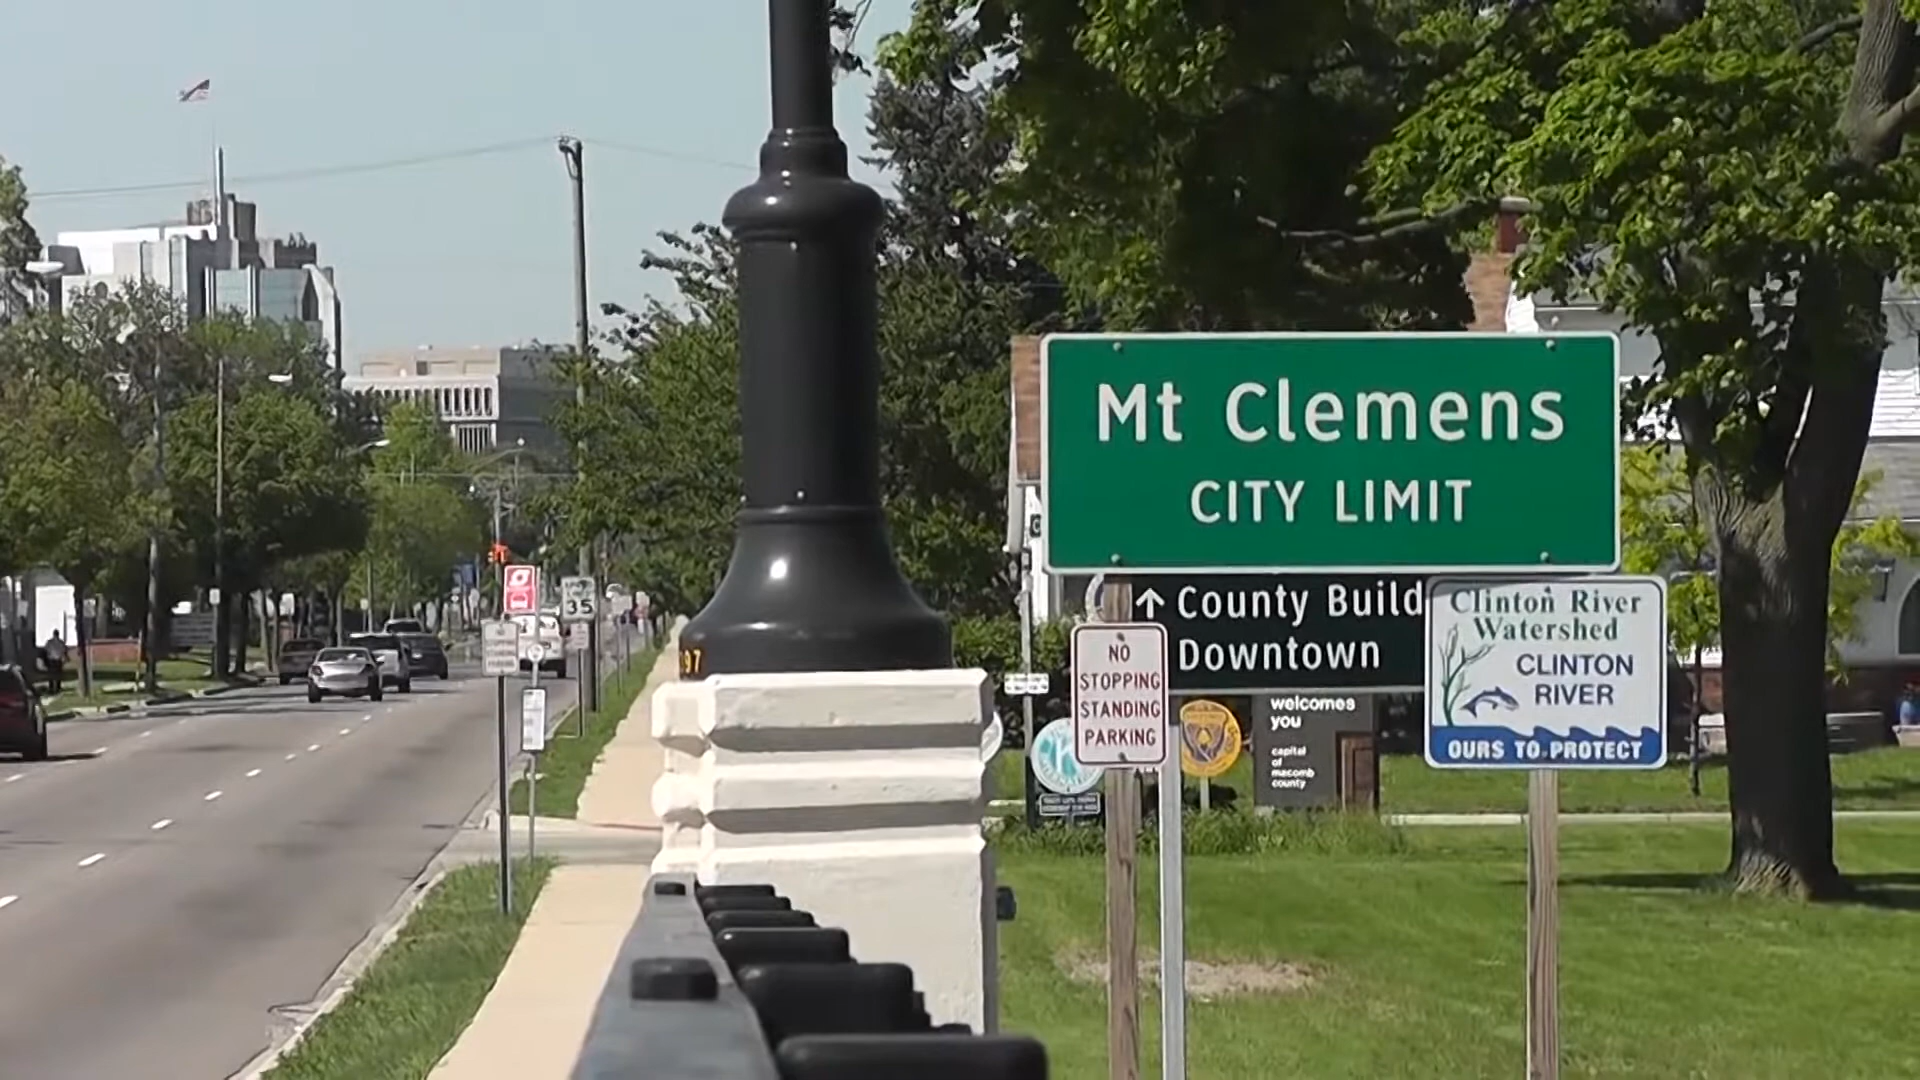 Mt Clemens
CITY LIMIT
County Build
Downtown
Clinton River
Watershed
CLINTON
RIVER
OURS TO PROTECT
NO
STOPPING
STANDING
PARKING
welcomes
you
capital
of
macomb
county
35
97